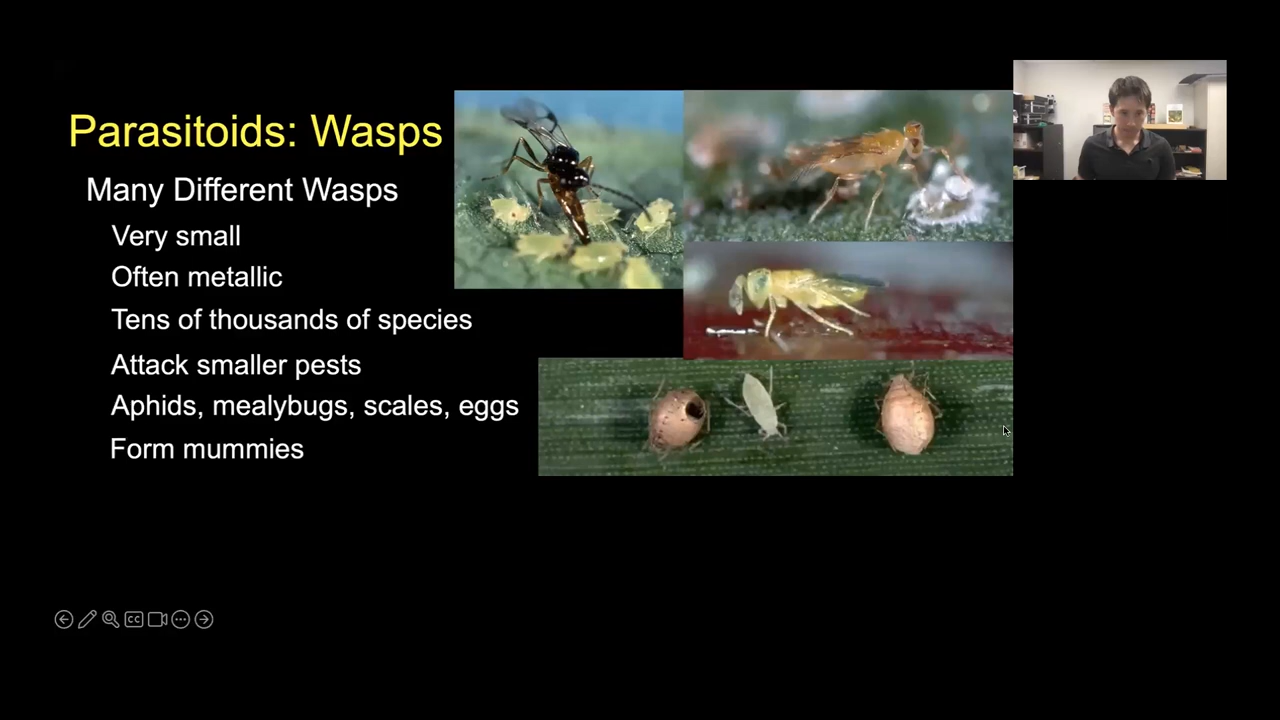 Parasitoids: Wasps
Many Different Wasps
Very small
Often metallic
Tens of thousands of species
Attack smaller pests
Aphids, mealybugs, scales, eggs
Form mummies
CC